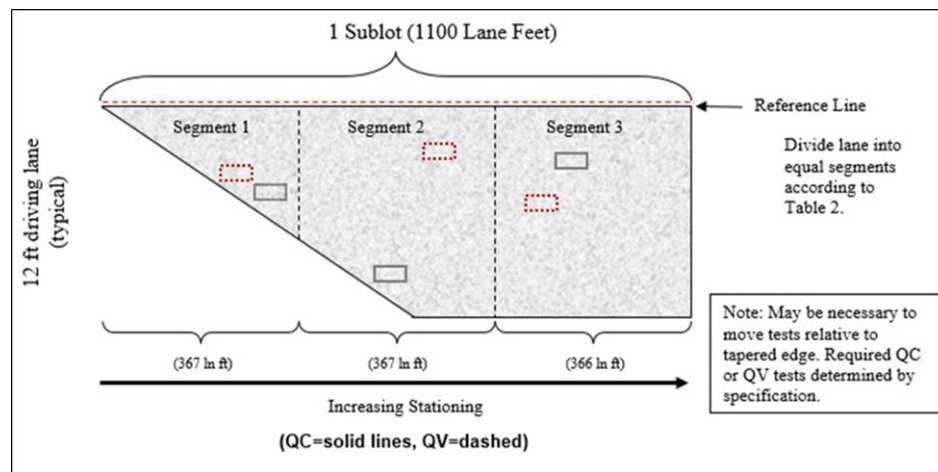 1 Sublot (1100 Lane Feet)
Reference Line
Segment 1
Segment 2
Segment 3
Divide lane into
equal segments
according to
Table 2.
12 ft driving lane
(typical)
Note: May be necessary to
move tests relative to
tapered edge. Required QC
or QV tests determined by
specification.
(367 ln ft)
(367 ln ft)
(366 ln ft)
Increasing Stationing
(QC=solid lines, QV=dashed)